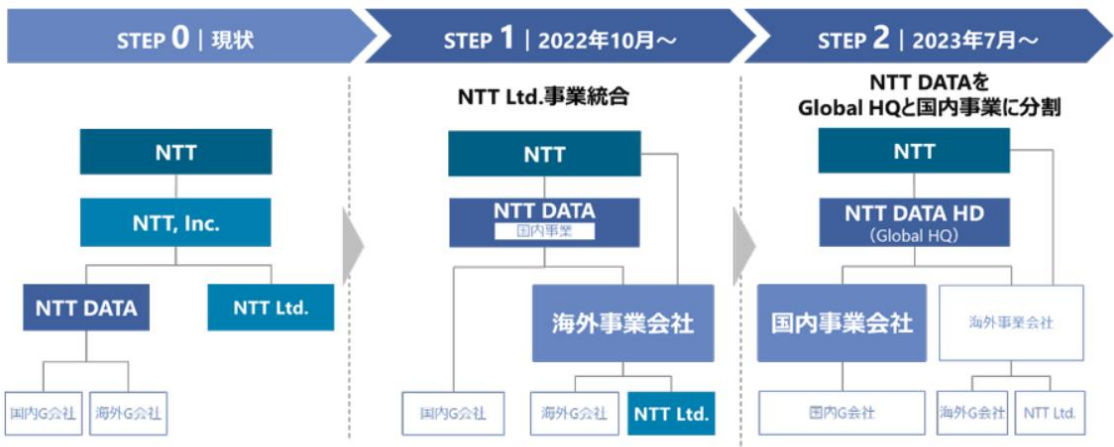 STEP 0 | 現状
STEP 1 | 2022年10月～
STEP 2 | 2023年7月～
NTT
NTT, Inc.
NTT DATA
NTT Ltd.
国内G会社
海外G会社
NTT Ltd.事業統合
NTT
NTT DATA
国内事業
海外事業会社
国内G会社
海外G会社
NTT Ltd.
NTT DATAを
Global HQと国内事業に分割
NTT
NTT DATA HD
（Global HQ）
国内事業会社
海外事業会社
国内G会社
海外G会社
NTT Ltd.